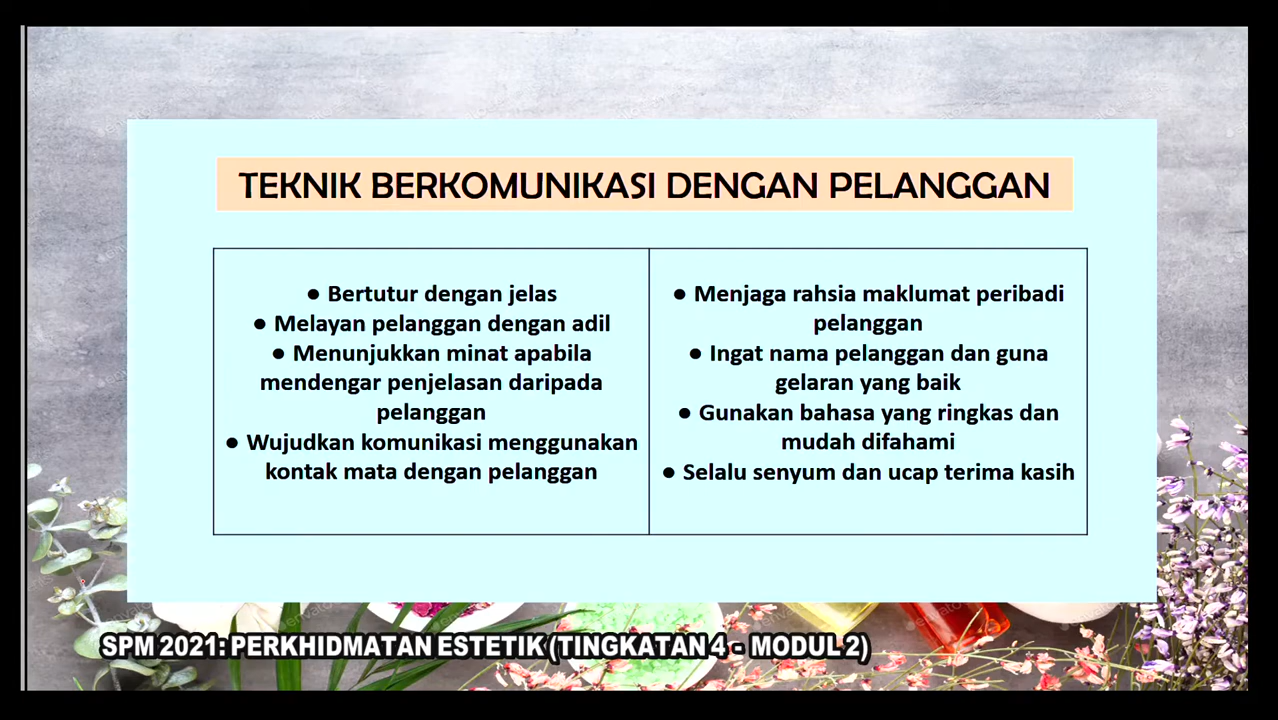 TEKNIK BERKOMUNIKASI DENGAN PELANGGAN
● Bertutur dengan jelas
● Melayan pelanggan dengan adil
● Menunjukkan minat apabila
mendengar penjelasan daripada
pelanggan
● Wujudkan komunikasi menggunakan
kontak mata dengan pelanggan
● Menjaga rahsia maklumat peribadi
pelanggan
● Ingat nama pelanggan dan guna
gelaran yang baik
● Gunakan bahasa yang ringkas dan
mudah difahami
● Selalu senyum dan ucap terima kasih
SPM 2021: PERKHIDMATAN ESTETIK (TINGKATAN 4 - MODUL 2)